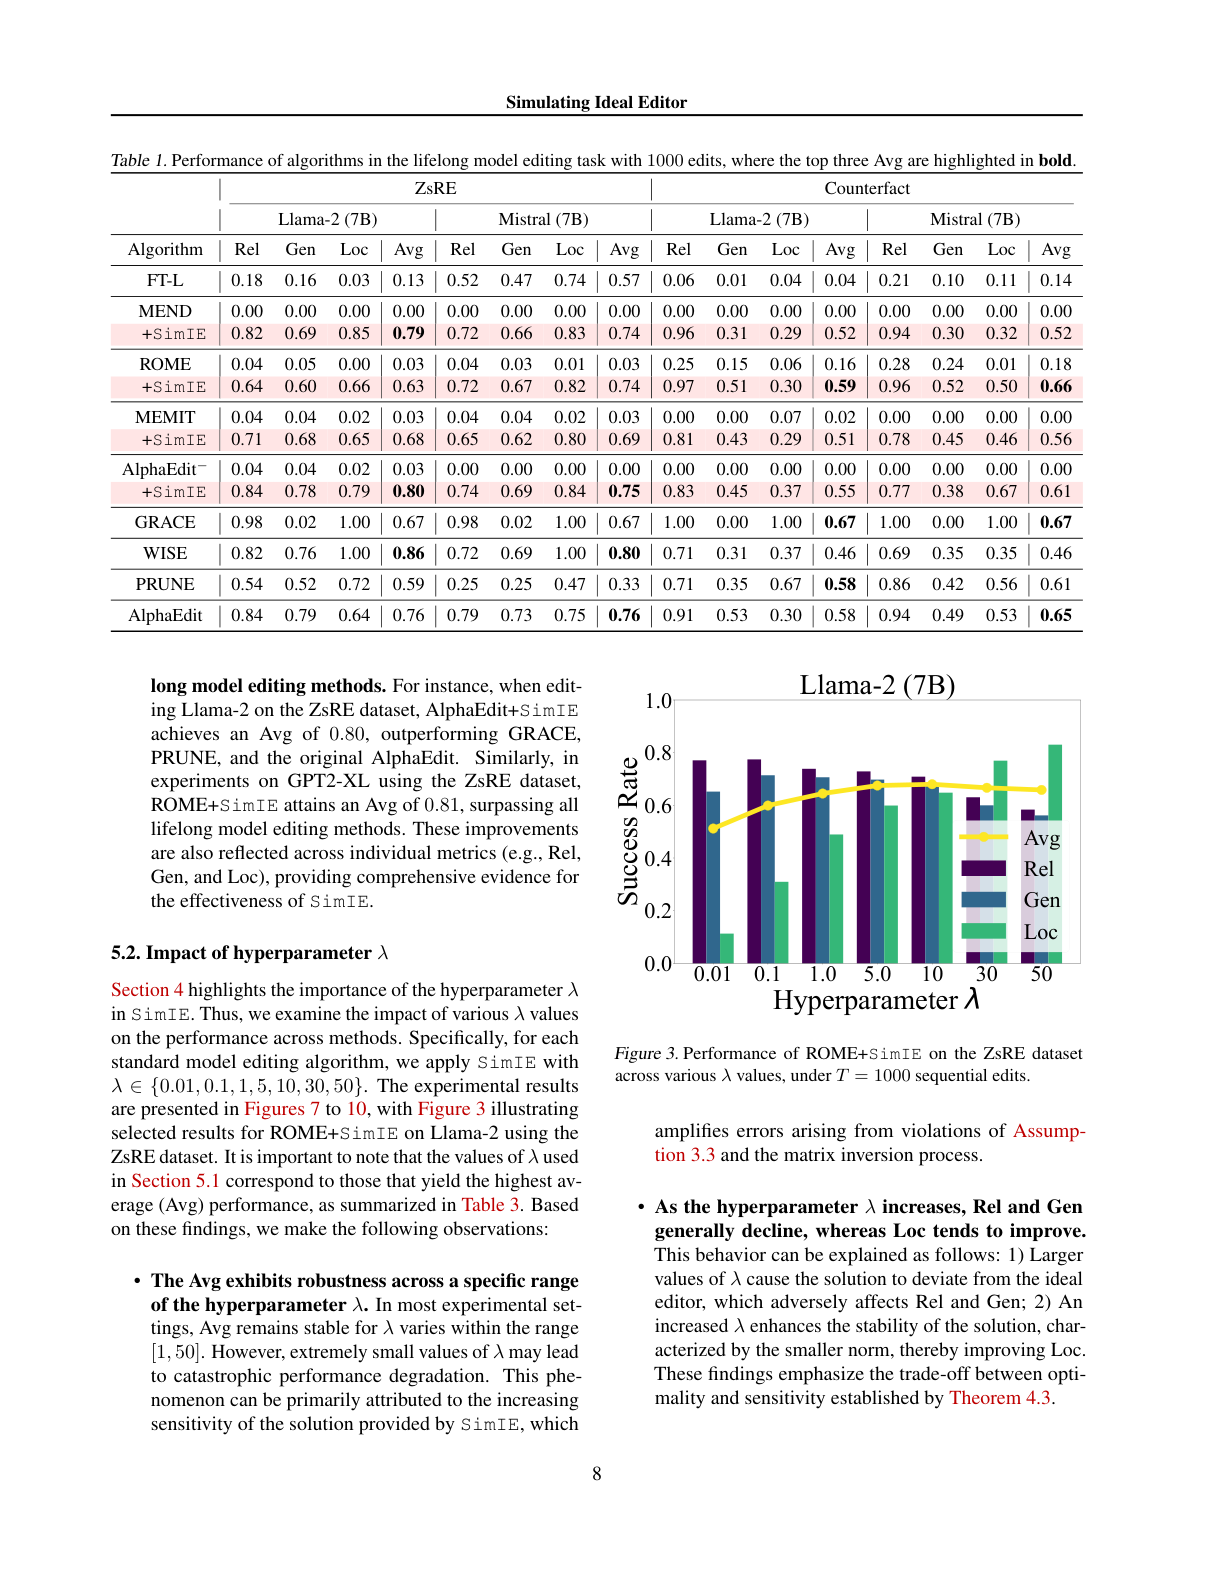 Simulating Ideal Editor
Table 1. Performance of algorithms in the lifelong model editing task with 1000 edits, where the top three Avg are highlighted in bold.
ZsRE Counterfact
Llama-2 (7B) Mistral (7B) Llama-2 (7B) Mistral (7B)
Algorithm Rel Gen Loc Avg Rel Gen Loc Avg Rel Gen Loc Avg Rel Gen Loc Avg
FT-L 0.18 0.16 0.03 0.13 0.52 0.47 0.74 0.57 0.06 0.01 0.04 0.04 0.21 0.10 0.11 0.14
MEND 0.00 0.00 0.00 0.00 0.00 0.00 0.00 0.00 0.00 0.00 0.00 0.00 0.00 0.00 0.00 0.00
+SimIE 0.82 0.69 0.85 0.79 0.72 0.66 0.83 0.74 0.96 0.31 0.29 0.52 0.94 0.30 0.32 0.52
ROME 0.04 0.05 0.00 0.03 0.04 0.03 0.01 0.03 0.25 0.15 0.06 0.16 0.28 0.24 0.01 0.18
+SimIE 0.64 0.60 0.66 0.63 0.72 0.67 0.82 0.74 0.97 0.51 0.30 0.59 0.96 0.52 0.50 0.66
MEMIT 0.04 0.04 0.02 0.03 0.04 0.04 0.02 0.03 0.00 0.00 0.07 0.02 0.00 0.00 0.00 0.00
+SimIE 0.71 0.68 0.65 0.68 0.65 0.62 0.80 0.69 0.81 0.43 0.29 0.51 0.78 0.45 0.46 0.56
AlphaEdit⁻ 0.04 0.04 0.02 0.03 0.00 0.00 0.00 0.00 0.00 0.00 0.00 0.00 0.00 0.00 0.00 0.00
+SimIE 0.84 0.78 0.79 0.80 0.74 0.69 0.84 0.75 0.83 0.45 0.37 0.55 0.77 0.38 0.67 0.61
GRACE 0.98 0.02 1.00 0.67 0.98 0.02 1.00 0.67 1.00 0.00 1.00 0.67 1.00 0.00 1.00 0.67
WISE 0.82 0.76 1.00 0.86 0.72 0.69 1.00 0.80 0.71 0.31 0.37 0.46 0.69 0.35 0.35 0.46
PRUNE 0.54 0.52 0.72 0.59 0.25 0.25 0.47 0.33 0.71 0.35 0.67 0.58 0.86 0.42 0.56 0.61
AlphaEdit 0.84 0.79 0.64 0.76 0.79 0.73 0.75 0.76 0.91 0.53 0.30 0.58 0.94 0.49 0.53 0.65
long model editing methods. For instance, when edit-
ing Llama-2 on the ZsRE dataset, AlphaEdit+SimIE
achieves an Avg of 0.80, outperforming GRACE,
PRUNE, and the original AlphaEdit. Similarly, in
experiments on GPT2-XL using the ZsRE dataset,
ROME+SimIE attains an Avg of 0.81, surpassing all
lifelong model editing methods. These improvements
are also reflected across individual metrics (e.g., Rel,
Gen, and Loc), providing comprehensive evidence for
the effectiveness of SimIE.
5.2. Impact of hyperparameter λ
Section 4 highlights the importance of the hyperparameter λ
in SimIE. Thus, we examine the impact of various λ values
on the performance across methods. Specifically, for each
standard model editing algorithm, we apply SimIE with
λ ∈ {0.01, 0.1, 1, 5, 10, 30, 50}. The experimental results
are presented in Figures 7 to 10, with Figure 3 illustrating
selected results for ROME+SimIE on Llama-2 using the
ZsRE dataset. It is important to note that the values of λ used
in Section 5.1 correspond to those that yield the highest av-
erage (Avg) performance, as summarized in Table 3. Based
on these findings, we make the following observations:
• The Avg exhibits robustness across a specific range
of the hyperparameter λ. In most experimental set-
tings, Avg remains stable for λ varies within the range
[1, 50]. However, extremely small values of λ may lead
to catastrophic performance degradation. This phe-
nomenon can be primarily attributed to the increasing
sensitivity of the solution provided by SimIE, which
Llama-2 (7B)
Success Rate
1.0
0.8
0.6
0.4
0.2
0.0
Avg
Rel
Gen
Loc
0.01 0.1 1.0 5.0 10 30 50
Hyperparameter λ
Figure 3. Performance of ROME+SimIE on the ZsRE dataset
across various λ values, under T = 1000 sequential edits.
amplifies errors arising from violations of Assump-
tion 3.3 and the matrix inversion process.
• As the hyperparameter λ increases, Rel and Gen
generally decline, whereas Loc tends to improve.
This behavior can be explained as follows: 1) Larger
values of λ cause the solution to deviate from the ideal
editor, which adversely affects Rel and Gen; 2) An
increased λ enhances the stability of the solution, char-
acterized by the smaller norm, thereby improving Loc.
These findings emphasize the trade-off between opti-
mality and sensitivity established by Theorem 4.3.
8